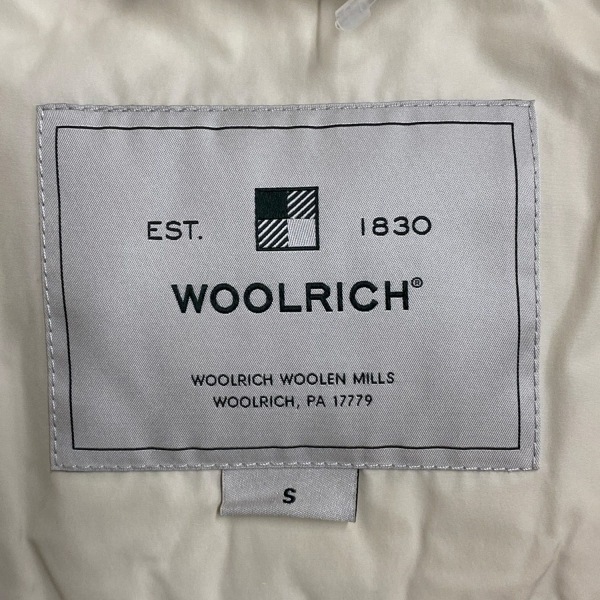 EST. 1830
WOOLRICH®
WOOLRICH WOOLEN MILLS
WOOLRICH, PA 17779
S